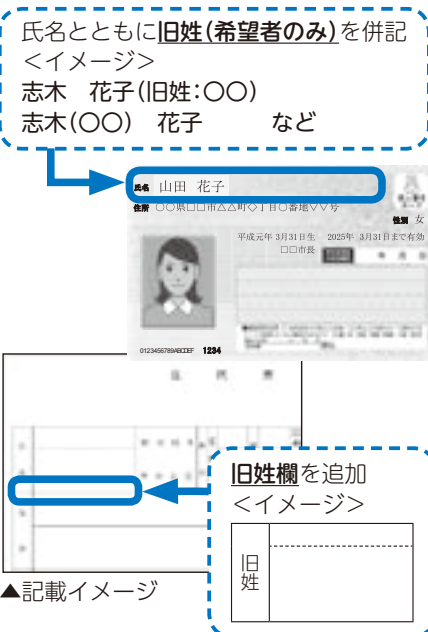 氏名とともに旧姓(希望者のみ)を併記
<イメージ>
志木　花子(旧姓:〇〇)
志木(〇〇)　花子　　　など
氏名 山田 花子
住所 〇〇県□□市△△町◇丁目〇番地▽▽号
性別 女
平成元年 3月31日生 2025年 3月31日まで有効
□□市長
0123456789ABCDEF 1234
住 民 票
旧姓欄を追加
<イメージ>
旧姓
▲記載イメージ